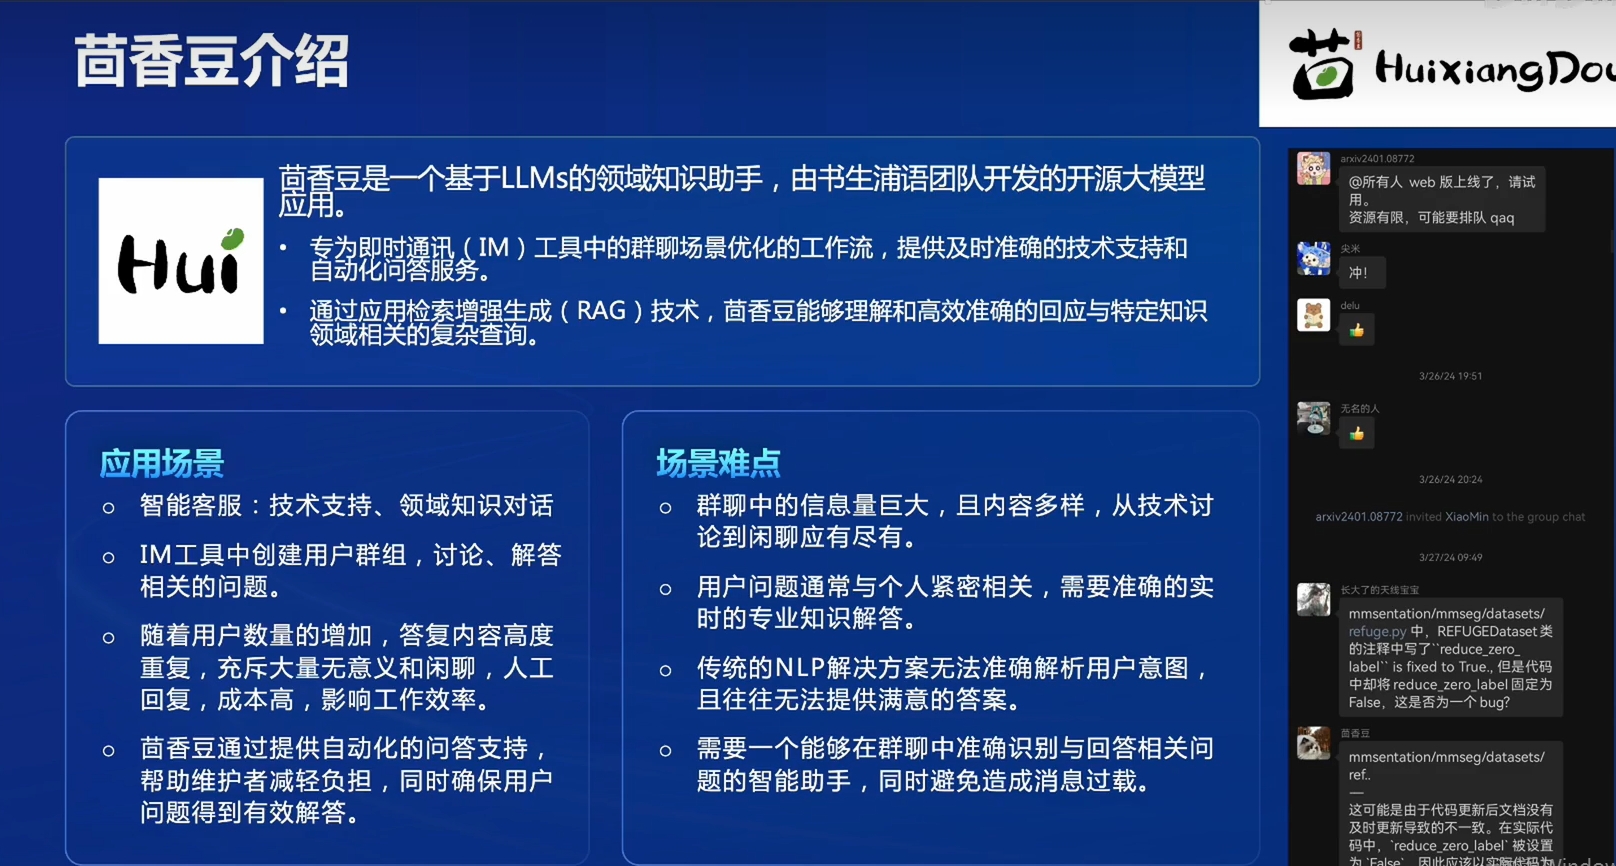 茴香豆介绍
茴
HuixiangDou
Hui
茴香豆是一个基于LLMs的领域知识助手，由书生浦语团队开发的开源大模型
应用。
• 专为即时通讯（IM）工具中的群聊场景优化的工作流，提供及时准确的技术支持和
自动化问答服务。
• 通过应用检索增强生成（RAG）技术，茴香豆能够理解和高效准确的回应与特定知识
领域相关的复杂查询。
应用场景
智能客服：技术支持、领域知识对话
IM工具中创建用户群组，讨论、解答
相关的问题。
随着用户数量的增加，答复内容高度
重复，充斥大量无意义和闲聊，人工
回复，成本高，影响工作效率。
茴香豆通过提供自动化的问答支持，
帮助维护者减轻负担，同时确保用户
问题得到有效解答。
场景难点
群聊中的信息量巨大，且内容多样，从技术讨
论到闲聊应有尽有。
用户问题通常与个人紧密相关，需要准确的实
时的专业知识解答。
传统的NLP解决方案无法准确解析用户意图，
且往往无法提供满意的答案。
需要一个能够在群聊中准确识别与回答相关问
题的智能助手，同时避免造成消息过载。
arxiv2401.08772
@所有人 web 版上线了，请试
用。
资源有限，可能要排队 qaq
尖米
冲！
delu
3/26/24 19:51
无名的人
3/26/24 20:24
arxiv2401.08772 invited XiaoMin to the group chat
3/27/24 09:49
长大了的天线宝宝
mmsentation/mmseg/datasets/
refuge.py 中，REFUGEDataset 类
的注释中写了``reduce_zero_
label`` is fixed to True., 但是代码
中却将 reduce_zero_label 固定为
False，这是否为一个 bug?
茴香豆
mmsentation/mmseg/datasets/
ref..
—
这可能是由于代码更新后文档没有
及时更新导致的不一致。在实际代
码中，`reduce_zero_label` 被设置
为 `False`，因此应该以实际代码为